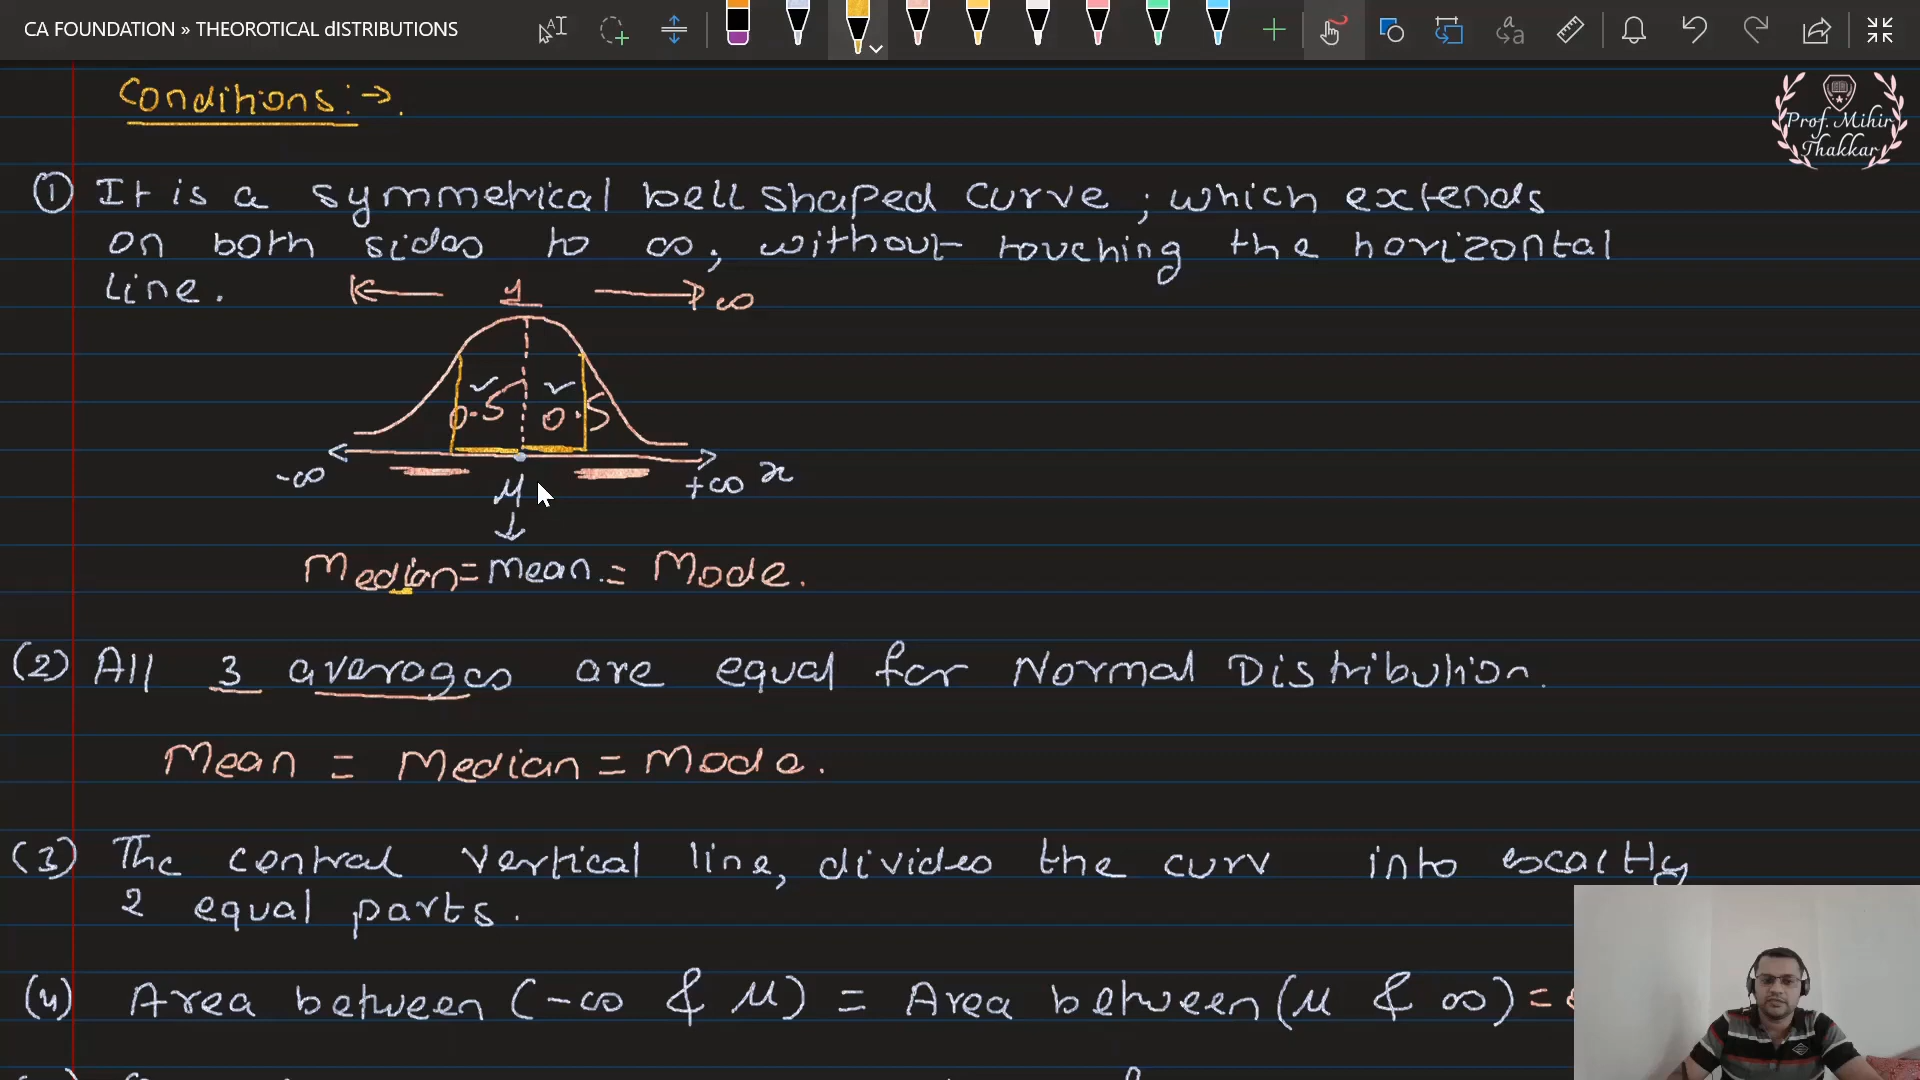 CA FOUNDATION » THEOROTICAL dISTRIBUTIONS
Prof. Mihir
Thakkar
Conditions :→.
① It is a symmetrical bell shaped curve ; which extends
on both sides to ∞, without touching the horizontal
line.
1
∞
0.5 0.5
-∞ μ +∞ x
Median = mean. = Mode.
(2) All 3 averages are equal for Normal Distribution.
Mean = Median = Mode.
(3) The central vertical line, divides the curv into exactly
2 equal parts.
(4) Area between (-∞ & μ) = Area between (μ & ∞) =